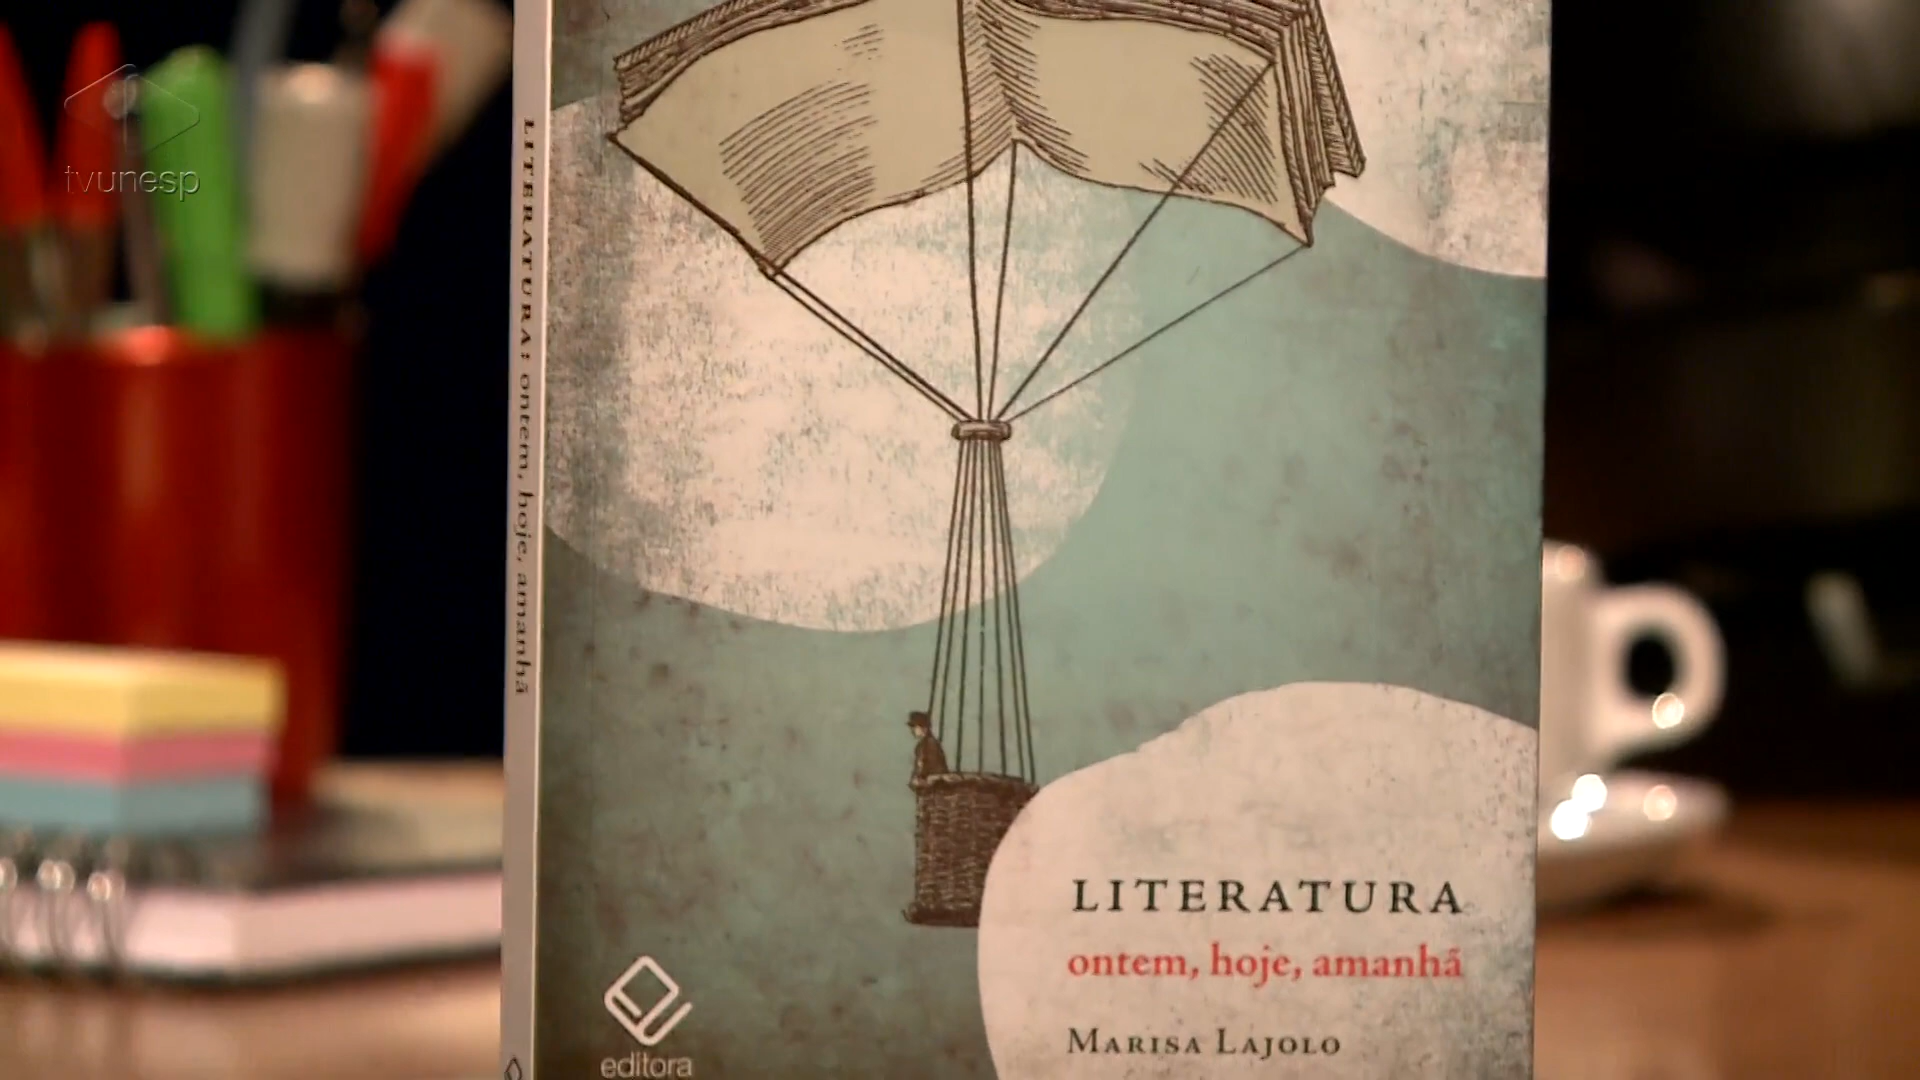 tvunesp
LITERATURA: ontem, hoje, amanhã
LITERATURA
ontem, hoje, amanhã
MARISA LAJOLO
editora